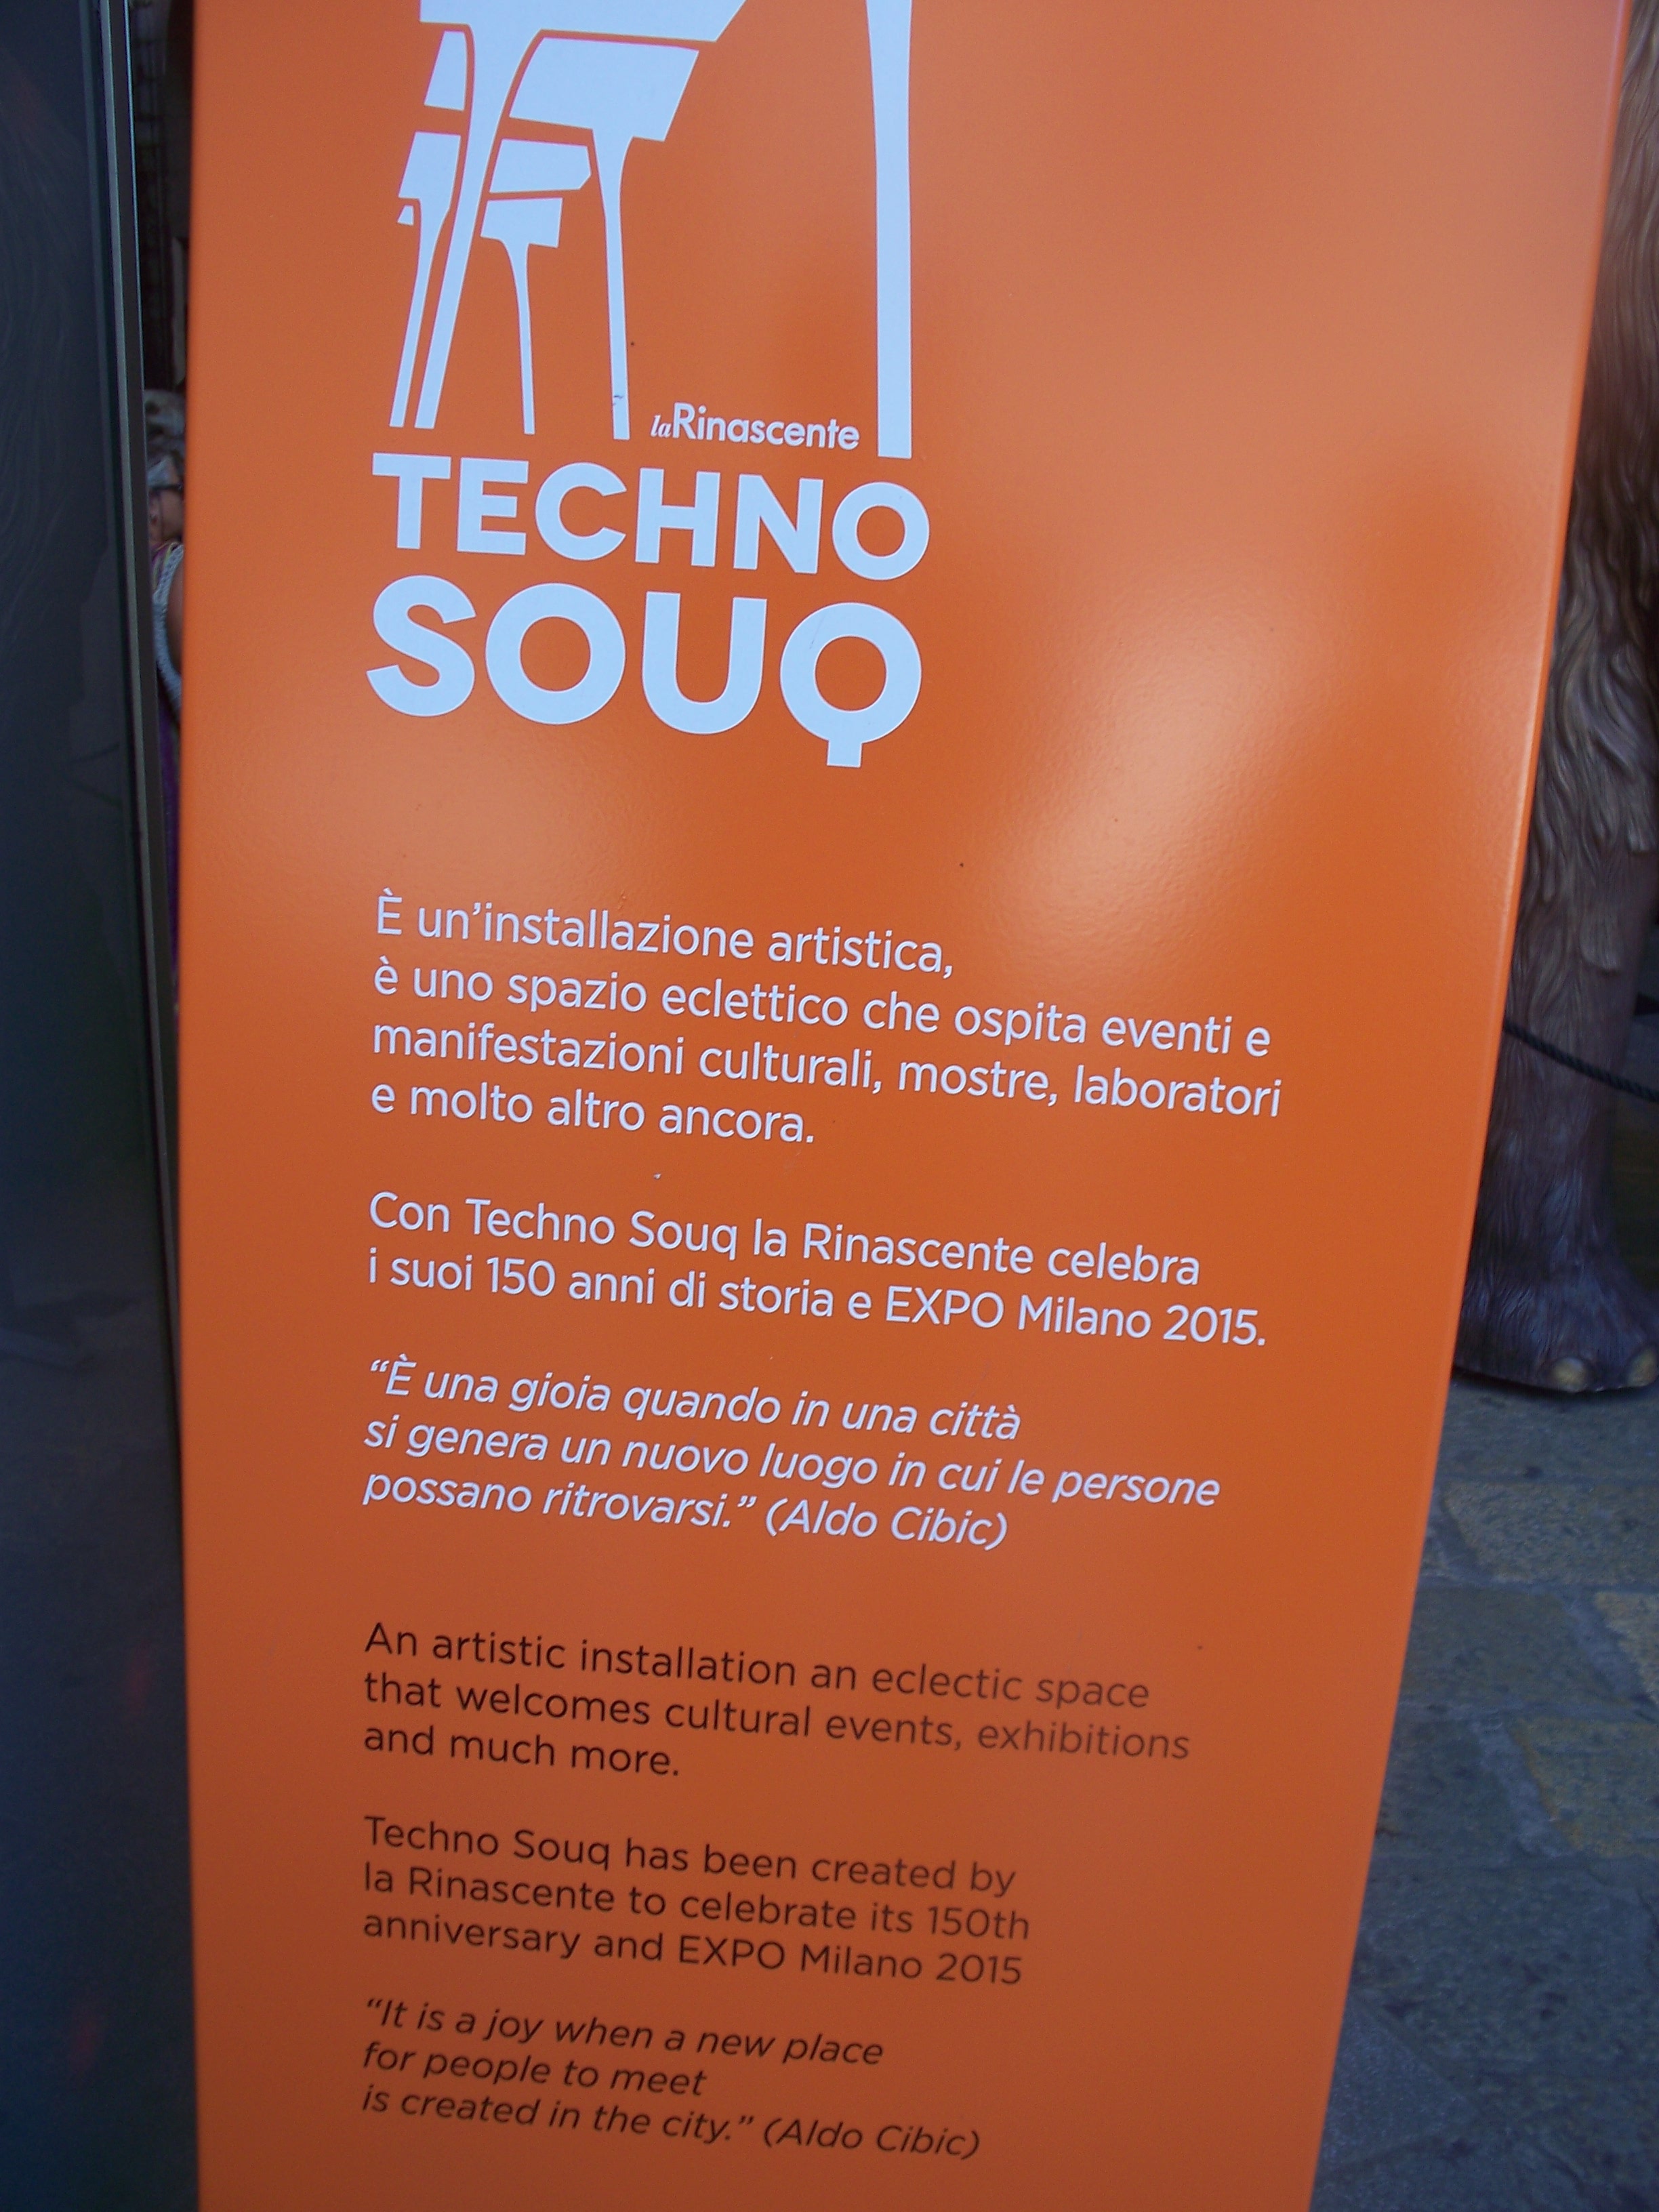 laRinascente
TECHNO
SOUQ
È un'installazione artistica,
è uno spazio eclettico che ospita eventi e
manifestazioni culturali, mostre, laboratori
e molto altro ancora.
Con Techno Souq la Rinascente celebra
i suoi 150 anni di storia e EXPO Milano 2015.
“È una gioia quando in una città
si genera un nuovo luogo in cui le persone
possano ritrovarsi.” (Aldo Cibic)
An artistic installation an eclectic space
that welcomes cultural events, exhibitions
and much more.
Techno Souq has been created by
la Rinascente to celebrate its 150th
anniversary and EXPO Milano 2015
“It is a joy when a new place
for people to meet
is created in the city.” (Aldo Cibic)